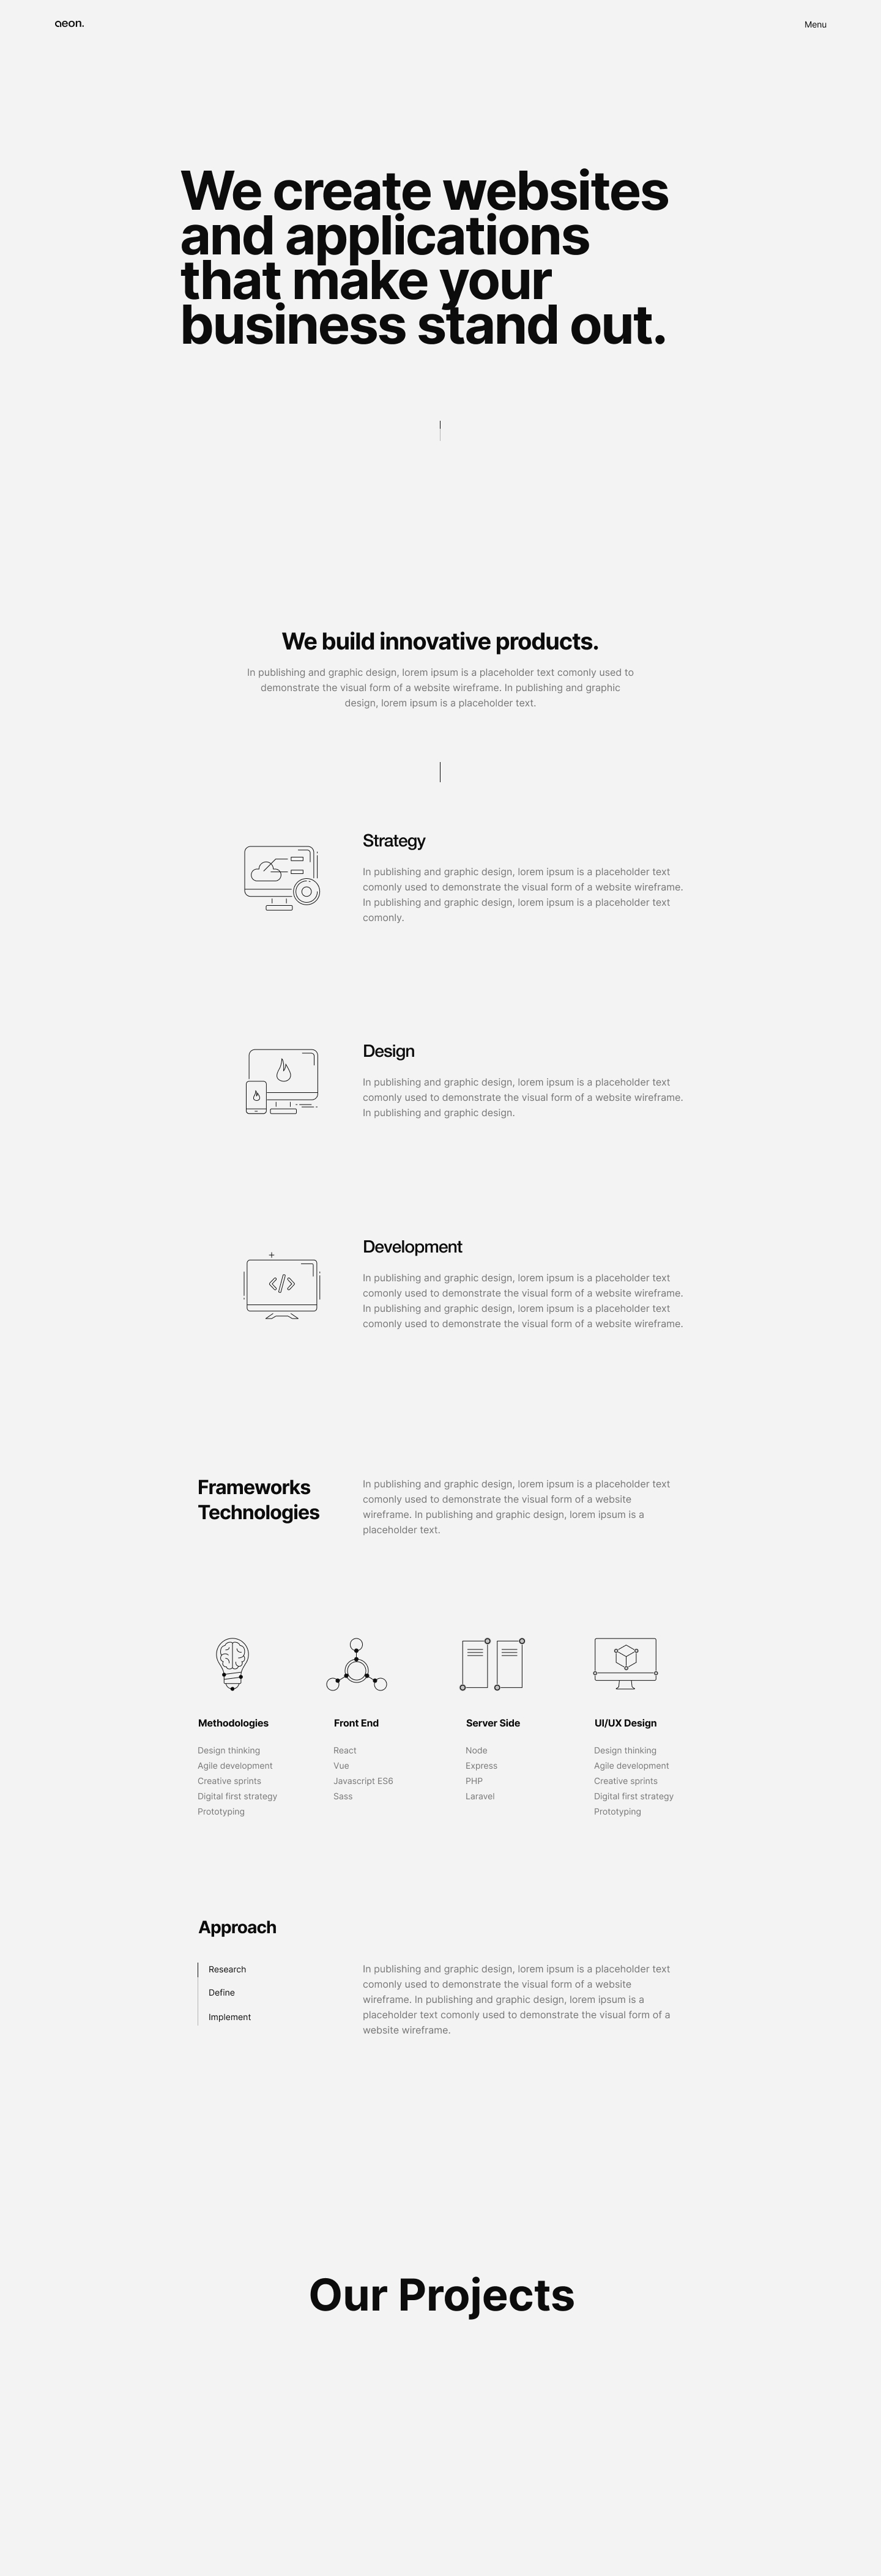 aeon.
Menu
We create websites
and applications
that make your
business stand out.
We build innovative products.
In publishing and graphic design, lorem ipsum is a placeholder text comonly used to
demonstrate the visual form of a website wireframe. In publishing and graphic
design, lorem ipsum is a placeholder text.
Strategy
In publishing and graphic design, lorem ipsum is a placeholder text
comonly used to demonstrate the visual form of a website wireframe.
In publishing and graphic design, lorem ipsum is a placeholder text
comonly.
Design
In publishing and graphic design, lorem ipsum is a placeholder text
comonly used to demonstrate the visual form of a website wireframe.
In publishing and graphic design.
</>
Development
In publishing and graphic design, lorem ipsum is a placeholder text
comonly used to demonstrate the visual form of a website wireframe.
In publishing and graphic design, lorem ipsum is a placeholder text
comonly used to demonstrate the visual form of a website wireframe.
Frameworks
Technologies
In publishing and graphic design, lorem ipsum is a placeholder text
comonly used to demonstrate the visual form of a website
wireframe. In publishing and graphic design, lorem ipsum is a
placeholder text.
Methodologies
Design thinking
Agile development
Creative sprints
Digital first strategy
Prototyping
Front End
React
Vue
Javascript ES6
Sass
Server Side
Node
Express
PHP
Laravel
UI/UX Design
Design thinking
Agile development
Creative sprints
Digital first strategy
Prototyping
Approach
Research
Define
Implement
In publishing and graphic design, lorem ipsum is a placeholder text
comonly used to demonstrate the visual form of a website
wireframe. In publishing and graphic design, lorem ipsum is a
placeholder text comonly used to demonstrate the visual form of a
website wireframe.
Our Projects